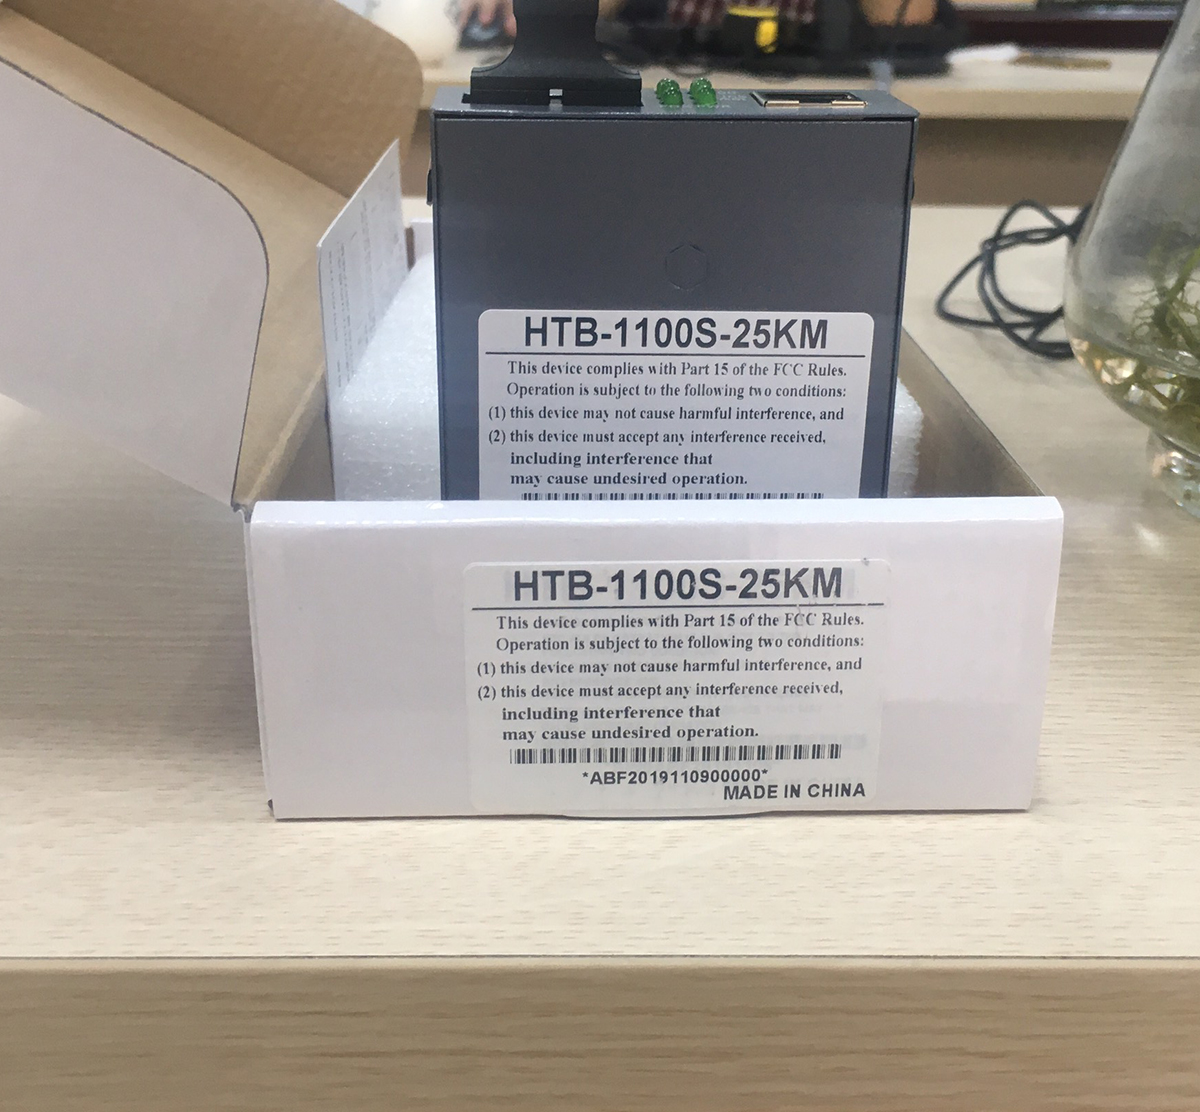 HTB-1100S-25KM
This device complies with Part 15 of the FCC Rules.
Operation is subject to the following two conditions:
(1) this device may not cause harmful interference, and
(2) this device must accept any interference received,
including interference that
may cause undesired operation.
HTB-1100S-25KM
This device complies with Part 15 of the FCC Rules.
Operation is subject to the following two conditions:
(1) this device may not cause harmful interference, and
(2) this device must accept any interference received,
including interference that
may cause undesired operation.
*ABF2019110900000*
MADE IN CHINA